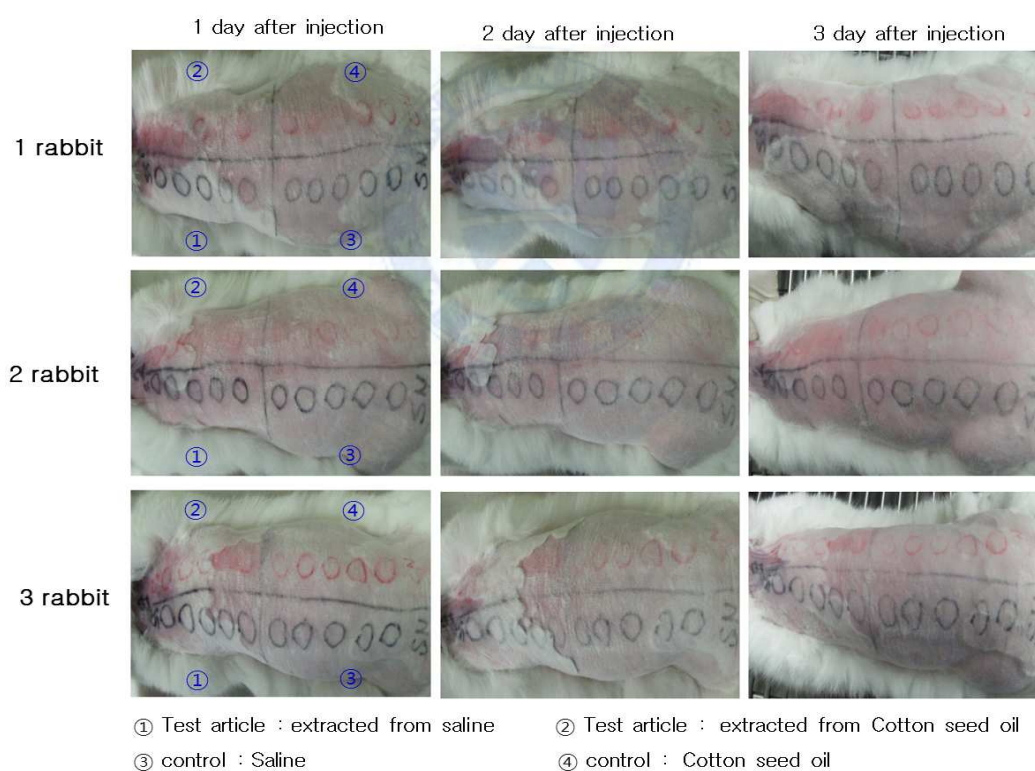 1 day after injection
2 day after injection
3 day after injection
1 rabbit
② ④
① ③
2 rabbit
② ④
① ③
3 rabbit
② ④
① ③
① Test article : extracted from saline
② Test article : extracted from Cotton seed oil
③ control : Saline
④ control : Cotton seed oil